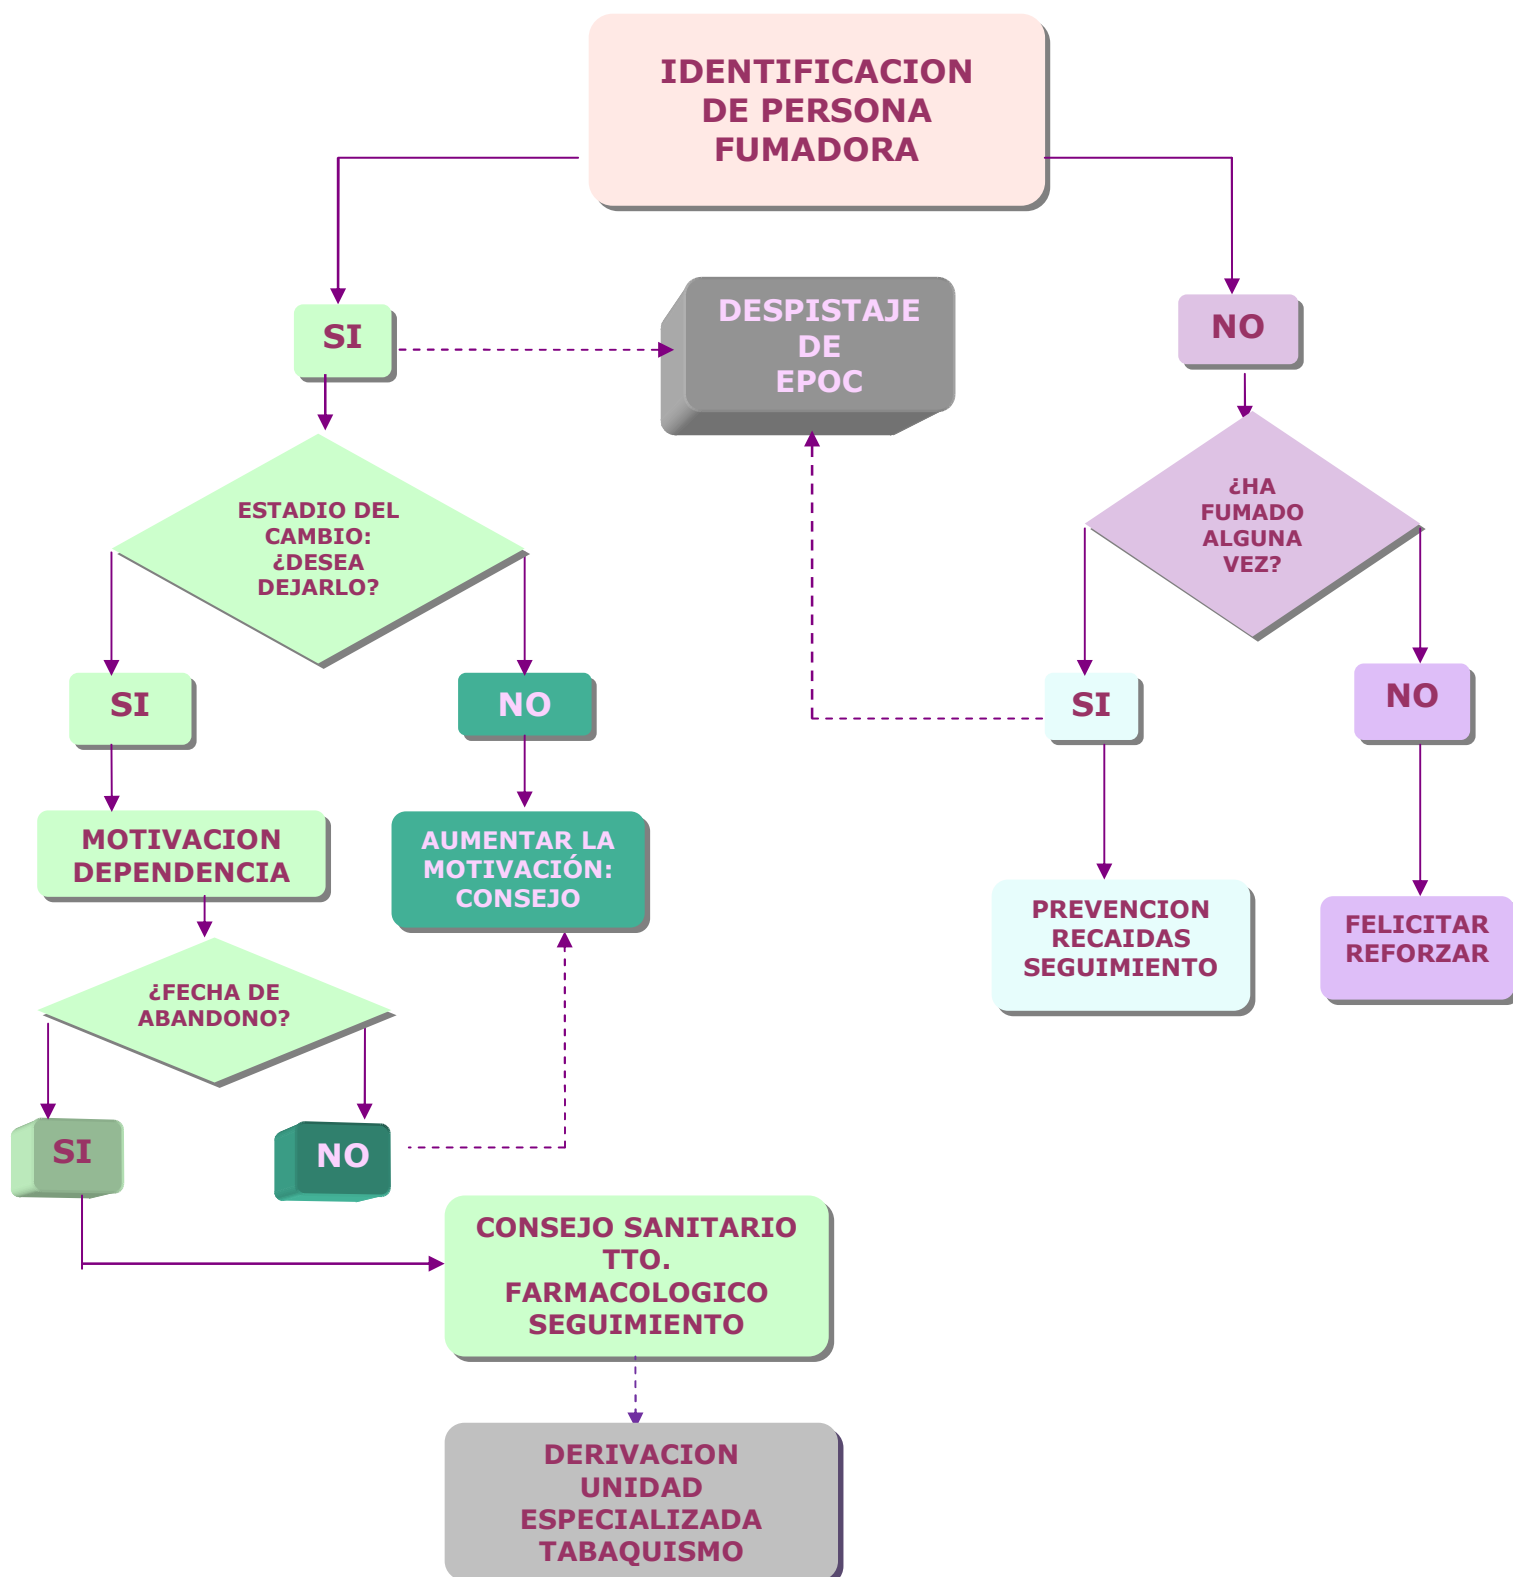 IDENTIFICACION
DE PERSONA
FUMADORA
SI
DESPISTAJE
DE
EPOC
NO
ESTADIO DEL
CAMBIO:
¿DESEA
DEJARLO?
¿HA
FUMADO
ALGUNA
VEZ?
SI
NO
SI
NO
MOTIVACION
DEPENDENCIA
AUMENTAR LA
MOTIVACIÓN:
CONSEJO
PREVENCION
RECAIDAS
SEGUIMIENTO
FELICITAR
REFORZAR
¿FECHA DE
ABANDONO?
SI
NO
CONSEJO SANITARIO
TTO.
FARMACOLOGICO
SEGUIMIENTO
DERIVACION
UNIDAD
ESPECIALIZADA
TABAQUISMO